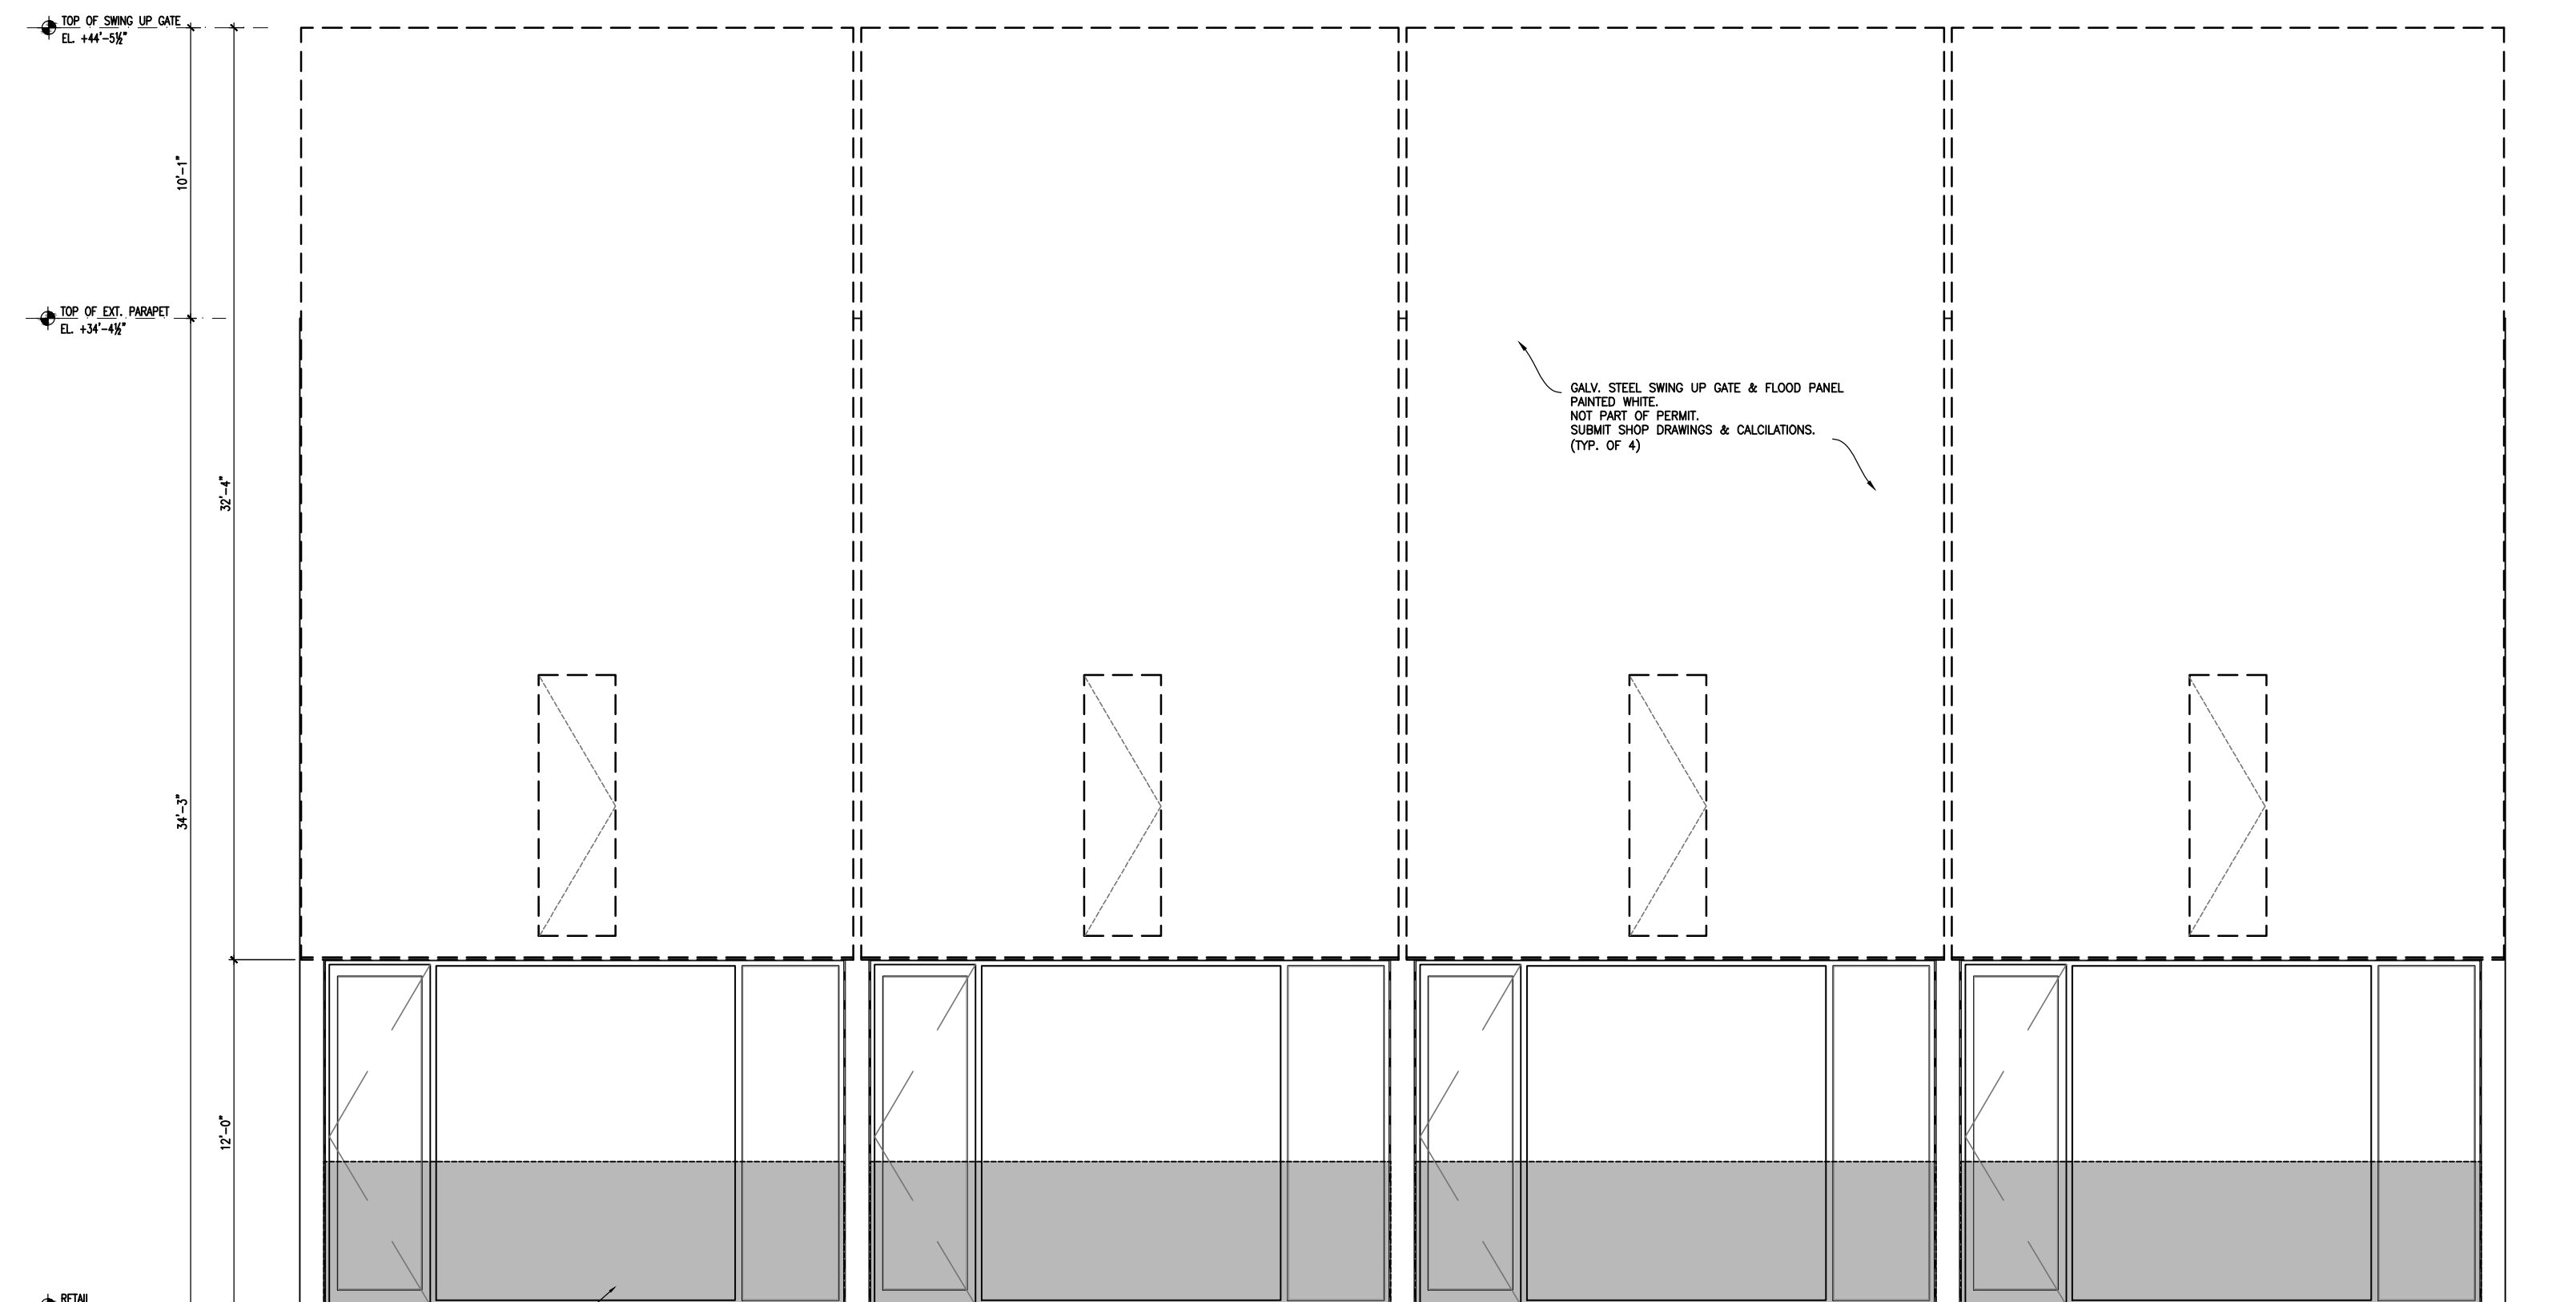 TOP OF SWING UP GATE
EL. +44'-5½"
10'-1"
TOP OF EXT. PARAPET
EL. +34'-4½"
GALV. STEEL SWING UP GATE & FLOOD PANEL
PAINTED WHITE.
NOT PART OF PERMIT.
SUBMIT SHOP DRAWINGS & CALCILATIONS.
(TYP. OF 4)
32'-4"
34'-3"
12'-0"
RETAIL